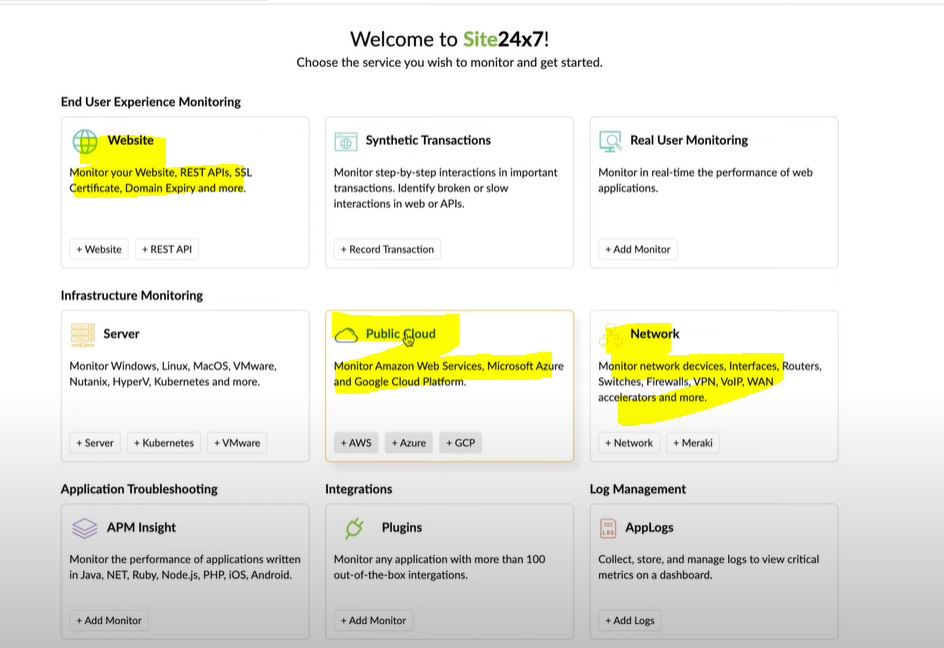 Welcome to Site24x7!
Choose the service you wish to monitor and get started.
End User Experience Monitoring
Website
Monitor your Website, REST APIs, SSL
Certificate, Domain Expiry and more.
+ Website + REST API
Synthetic Transactions
Monitor step-by-step interactions in important
transactions. Identify broken or slow
interactions in web or APIs.
+ Record Transaction
Real User Monitoring
Monitor in real-time the performance of web
applications.
+ Add Monitor
Infrastructure Monitoring
Server
Monitor Windows, Linux, MacOS, VMware,
Nutanix, HyperV, Kubernetes and more.
+ Server + Kubernetes + VMware
Public Cloud
Monitor Amazon Web Services, Microsoft Azure
and Google Cloud Platform.
+ AWS + Azure + GCP
Network
Monitor network decvices, Interfaces, Routers,
Switches, Firewalls, VPN, VoIP, WAN
accelerators and more.
+ Network + Meraki
Application Troubleshooting
APM Insight
Monitor the performance of applications written
in Java, NET, Ruby, Node.js, PHP, iOS, Android.
+ Add Monitor
Integrations
Plugins
Monitor any application with more than 100
out-of-the-box intergations.
+ Add Monitor
Log Management
LOG
AppLogs
Collect, store, and manage logs to view critical
metrics on a dashboard.
+ Add Logs